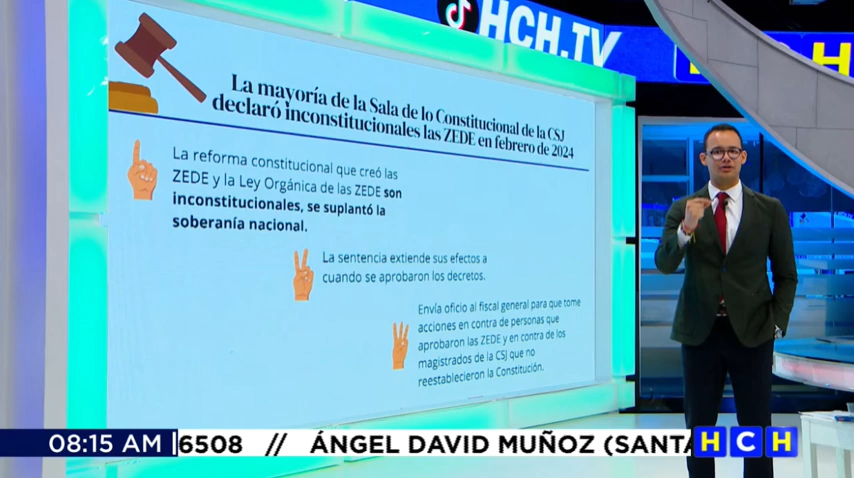 HCH.TV
H
La mayoría de la Sala de lo Constitucional de la CSJ
declaró inconstitucionales las ZEDE en febrero de 2024
La reforma constitucional que creó las
ZEDE y la Ley Orgánica de las ZEDE son
inconstitucionales, se suplantó la
soberanía nacional.
La sentencia extiende sus efectos a
cuando se aprobaron los decretos.
Envía oficio al fiscal general para que tome
acciones en contra de personas que
aprobaron las ZEDE y en contra de los
magistrados de la CSJ que no
reestablecieron la Constitución.
H
08:15 AM 6508 // ÁNGEL DAVID MUÑOZ (SANTA HCH